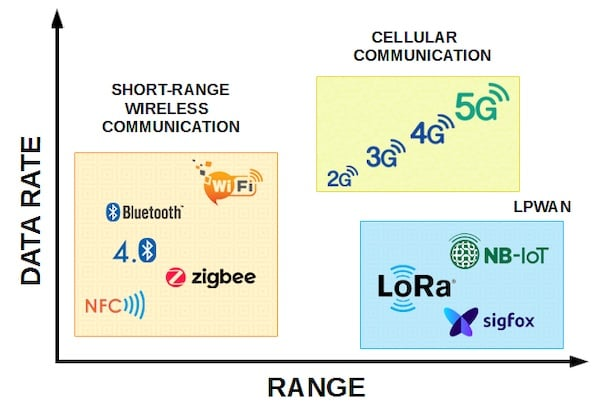 CELLULAR
COMMUNICATION
SHORT-RANGE
WIRELESS
COMMUNICATION
5G
4G
3G
2G
WiFi
Bluetooth™
4.0
zigbee
NFC
LPWAN
NB-IoT
LoRa®
sigfox
DATA RATE
RANGE